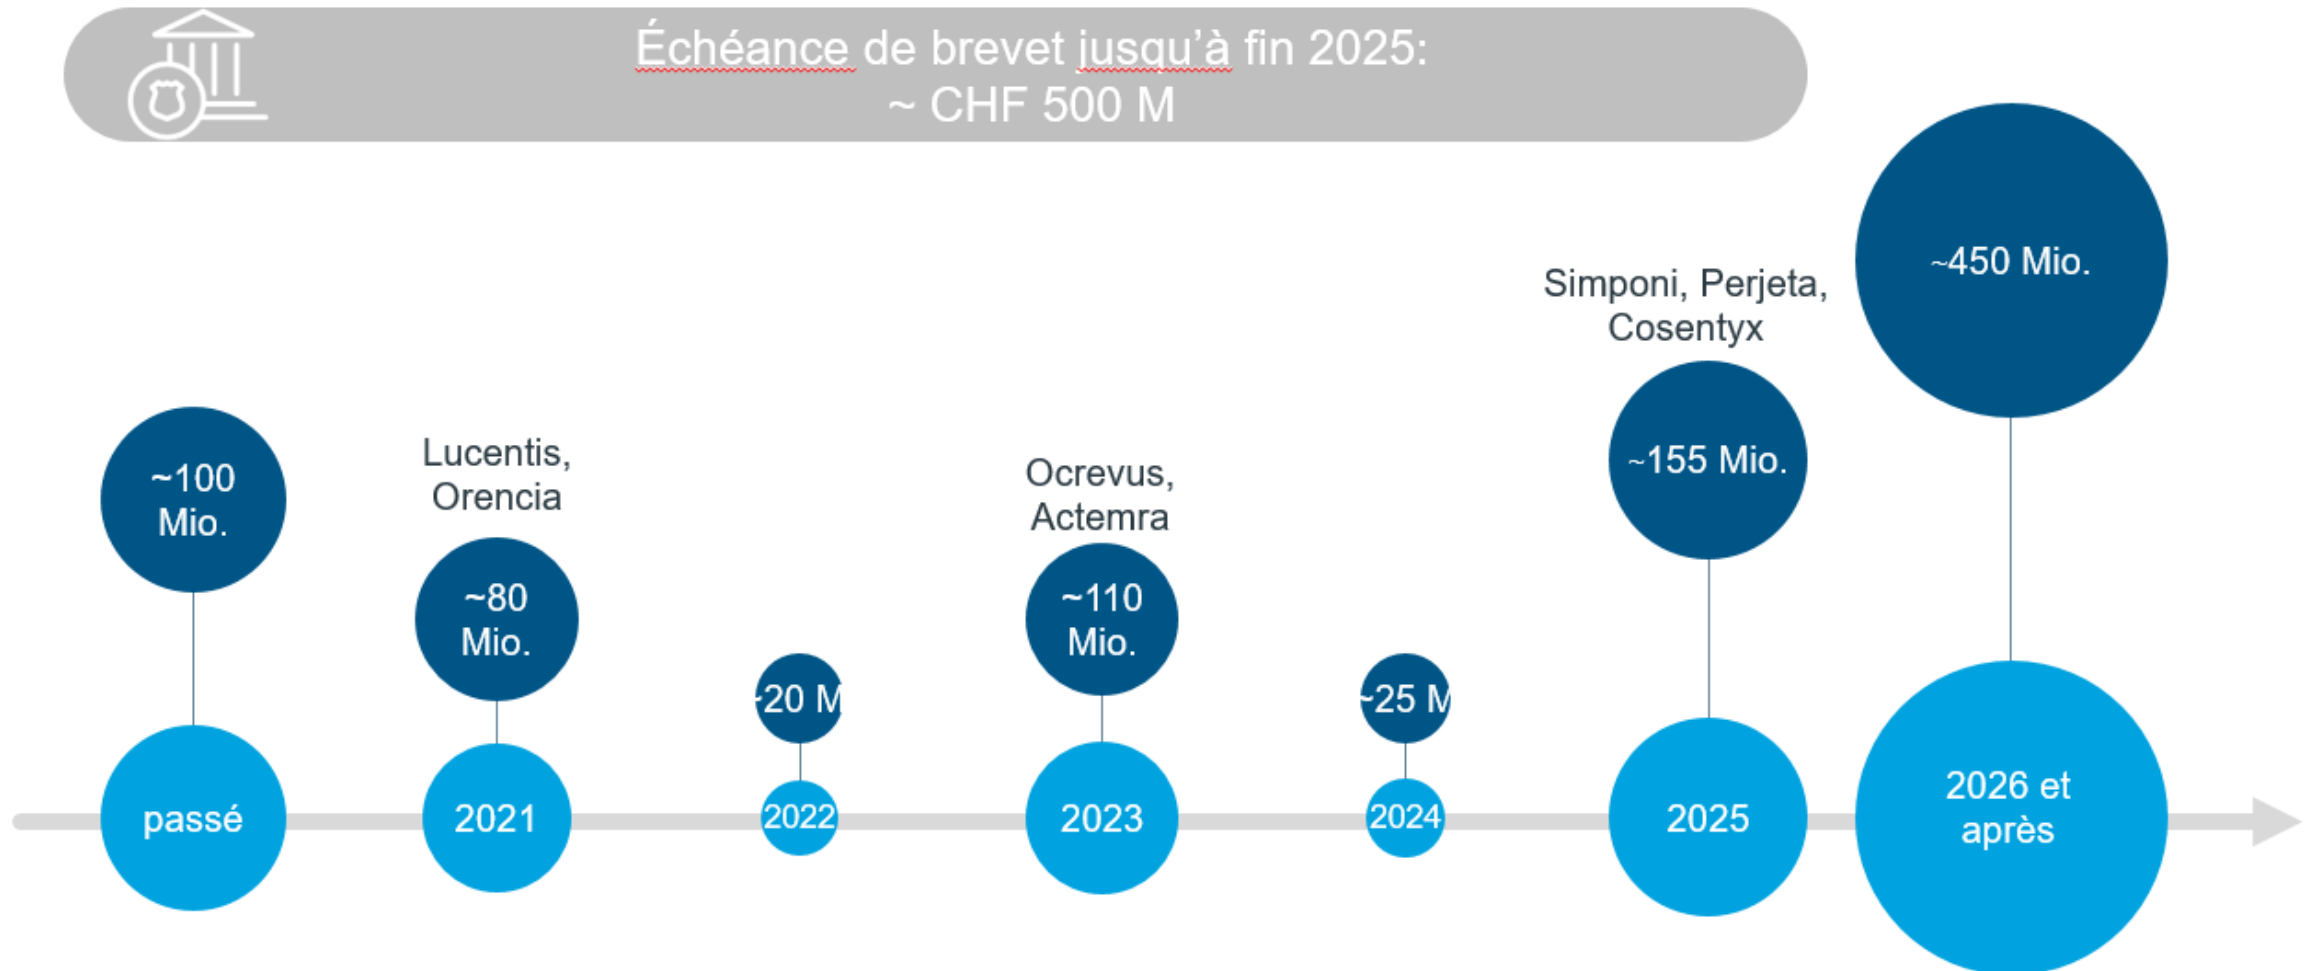 Échéance de brevet jusqu'à fin 2025:
~ CHF 500 M
~450 Mio.
Simponi, Perjeta,
Cosentyx
~155 Mio.
~100
Mio.
Lucentis,
Orencia
~80
Mio.
~20 M
Ocrevus,
Actemra
~110
Mio.
~25 M
passé
2021
2022
2023
2024
2025
2026 et
après